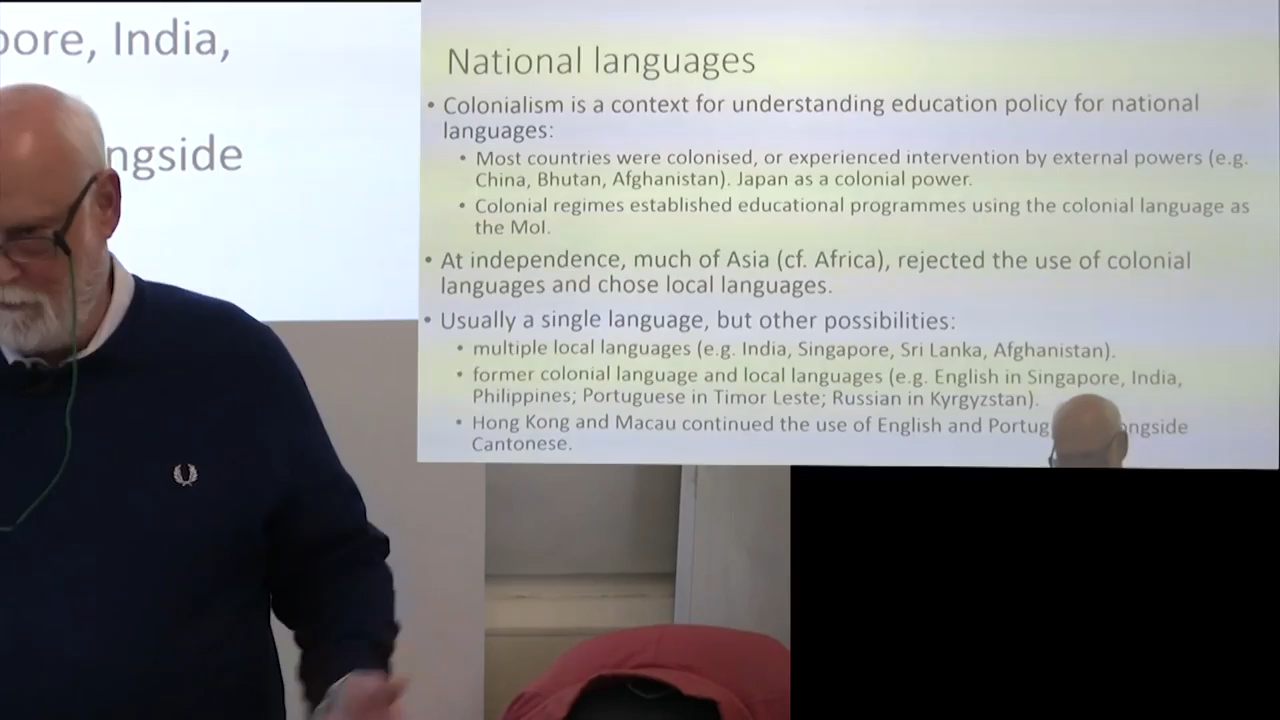 pore, India,
ngside
National languages
• Colonialism is a context for understanding education policy for national
languages:
• Most countries were colonised, or experienced intervention by external powers (e.g.
China, Bhutan, Afghanistan). Japan as a colonial power.
• Colonial regimes established educational programmes using the colonial language as
the MoI.
• At independence, much of Asia (cf. Africa), rejected the use of colonial
languages and chose local languages.
• Usually a single language, but other possibilities:
• multiple local languages (e.g. India, Singapore, Sri Lanka, Afghanistan).
• former colonial language and local languages (e.g. English in Singapore, India,
Philippines; Portuguese in Timor Leste; Russian in Kyrgyzstan).
• Hong Kong and Macau continued the use of English and Portug ongside
Cantonese.